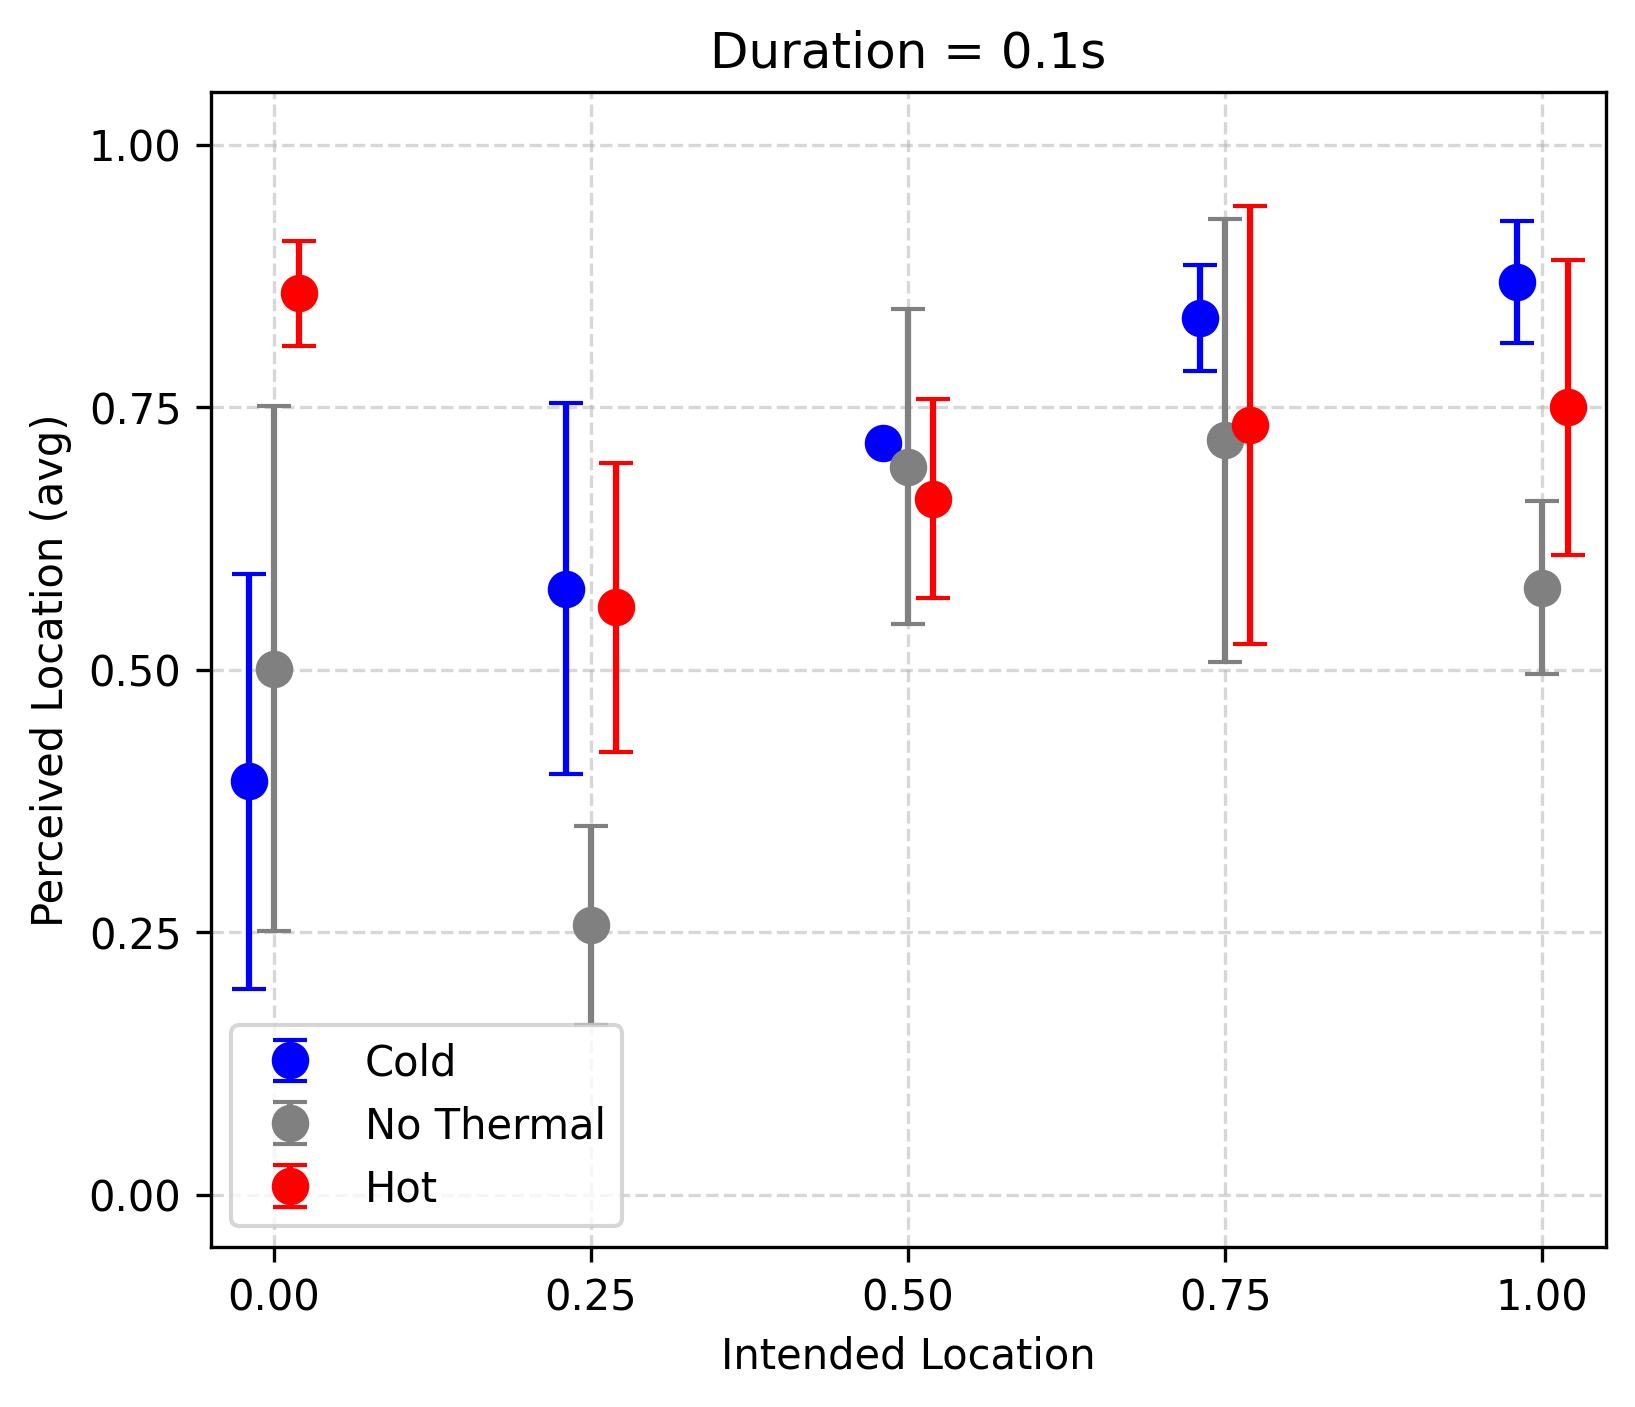 Duration = 0.1s
1.00
0.75
0.50
0.25
0.00
Perceived Location (avg)
Cold
No Thermal
Hot
0.00 0.25 0.50 0.75 1.00
Intended Location